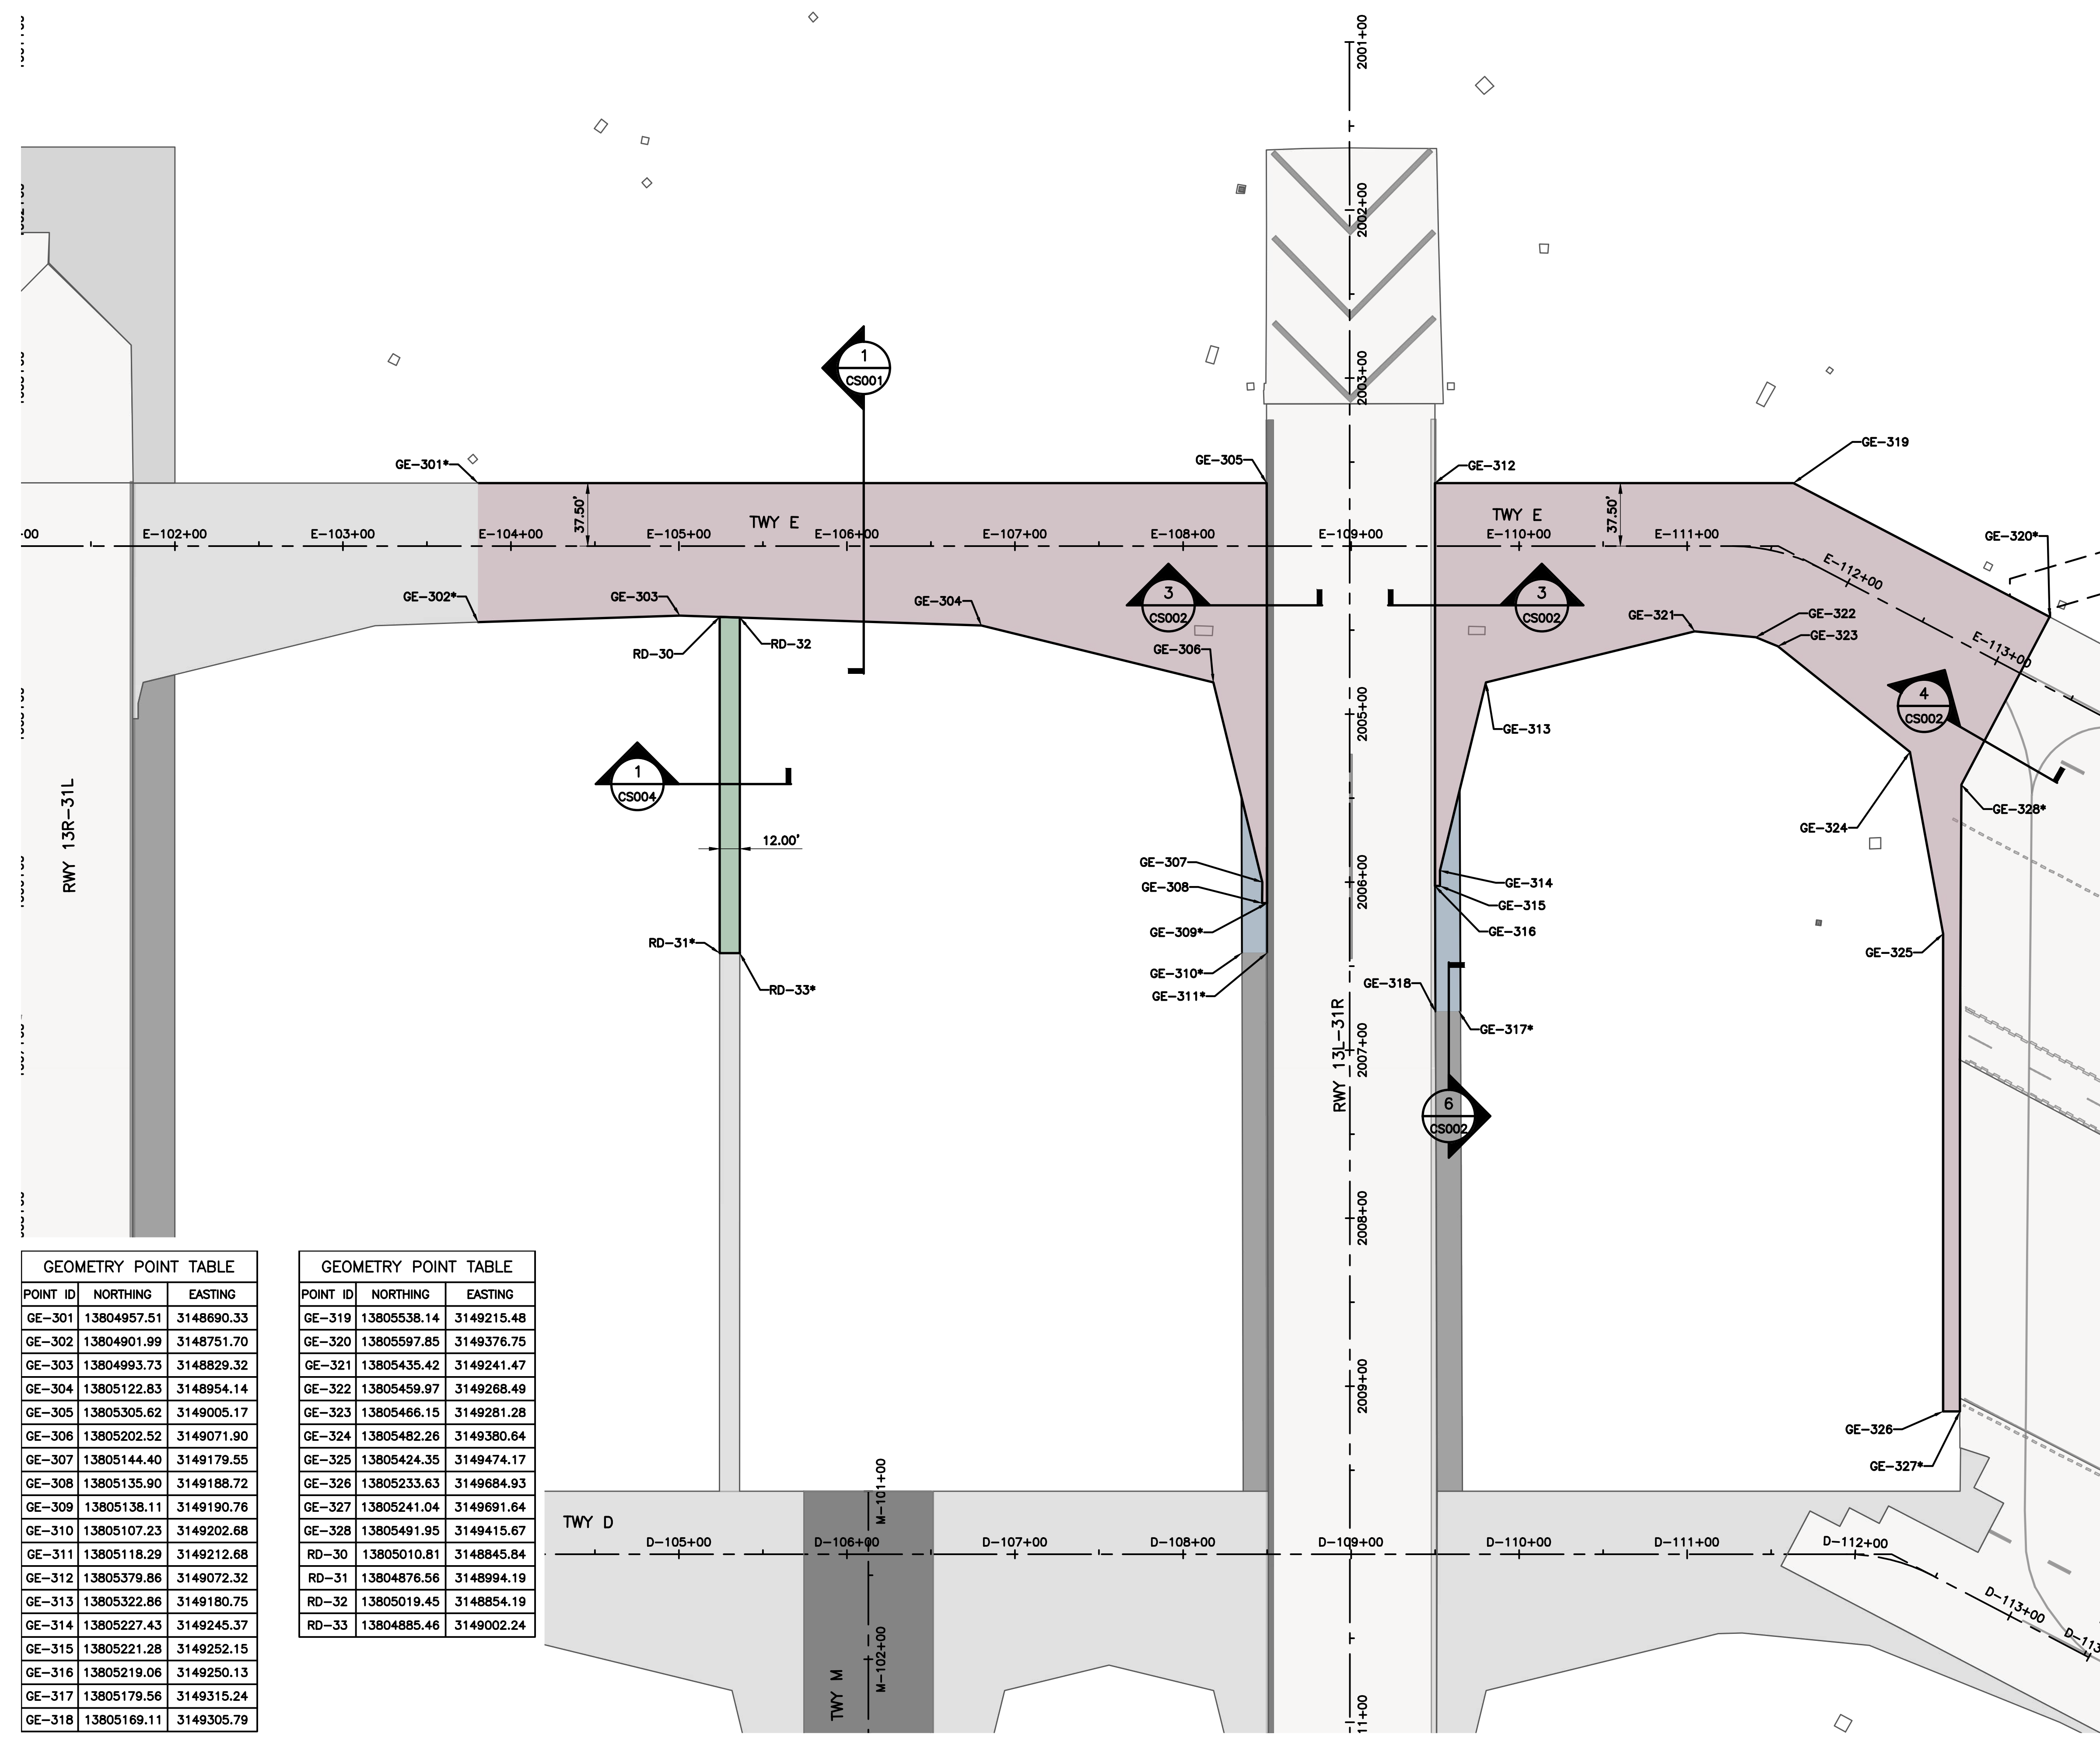 2001+00
2002+00
2003+00
1
CS001
GE-301*
GE-305
GE-312
GE-319
37.50'
TWY E
37.50'
TWY E
-00
E-102+00
E-103+00
E-104+00
E-105+00
E-106+00
E-107+00
E-108+00
E-109+00
E-110+00
E-111+00
E-112+00
E-113+00
GE-320*
GE-302*
GE-303
GE-304
3
CS002
3
CS002
GE-321
GE-322
GE-323
RD-30
RD-32
GE-306
4
CS002
2005+00
GE-313
1
CS004
RWY 13R-31L
12.00'
GE-328*
GE-324
GE-307
GE-308
2006+00
GE-314
GE-315
GE-309*
GE-316
RD-31*
GE-325
GE-310*
RD-33*
GE-311*
GE-318
GE-317*
RWY 13L-31R
2007+00
6
CS002
2008+00
2009+00
GE-326
GE-327*
TWY D
M-101+00
D-105+00
D-106+00
D-107+00
D-108+00
D-109+00
D-110+00
D-111+00
D-112+00
D-113+00
D-113
TWY M
M-102+00
11+00
GEOMETRY POINT TABLE
POINT ID NORTHING EASTING
GE-301 13804957.51 3148690.33
GE-302 13804901.99 3148751.70
GE-303 13804993.73 3148829.32
GE-304 13805122.83 3148954.14
GE-305 13805305.62 3149005.17
GE-306 13805202.52 3149071.90
GE-307 13805144.40 3149179.55
GE-308 13805135.90 3149188.72
GE-309 13805138.11 3149190.76
GE-310 13805107.23 3149202.68
GE-311 13805118.29 3149212.68
GE-312 13805379.86 3149072.32
GE-313 13805322.86 3149180.75
GE-314 13805227.43 3149245.37
GE-315 13805221.28 3149252.15
GE-316 13805219.06 3149250.13
GE-317 13805179.56 3149315.24
GE-318 13805169.11 3149305.79
GEOMETRY POINT TABLE
POINT ID NORTHING EASTING
GE-319 13805538.14 3149215.48
GE-320 13805597.85 3149376.75
GE-321 13805435.42 3149241.47
GE-322 13805459.97 3149268.49
GE-323 13805466.15 3149281.28
GE-324 13805482.26 3149380.64
GE-325 13805424.35 3149474.17
GE-326 13805233.63 3149684.93
GE-327 13805241.04 3149691.64
GE-328 13805491.95 3149415.67
RD-30 13805010.81 3148845.84
RD-31 13804876.56 3148994.19
RD-32 13805019.45 3148854.19
RD-33 13804885.46 3149002.24